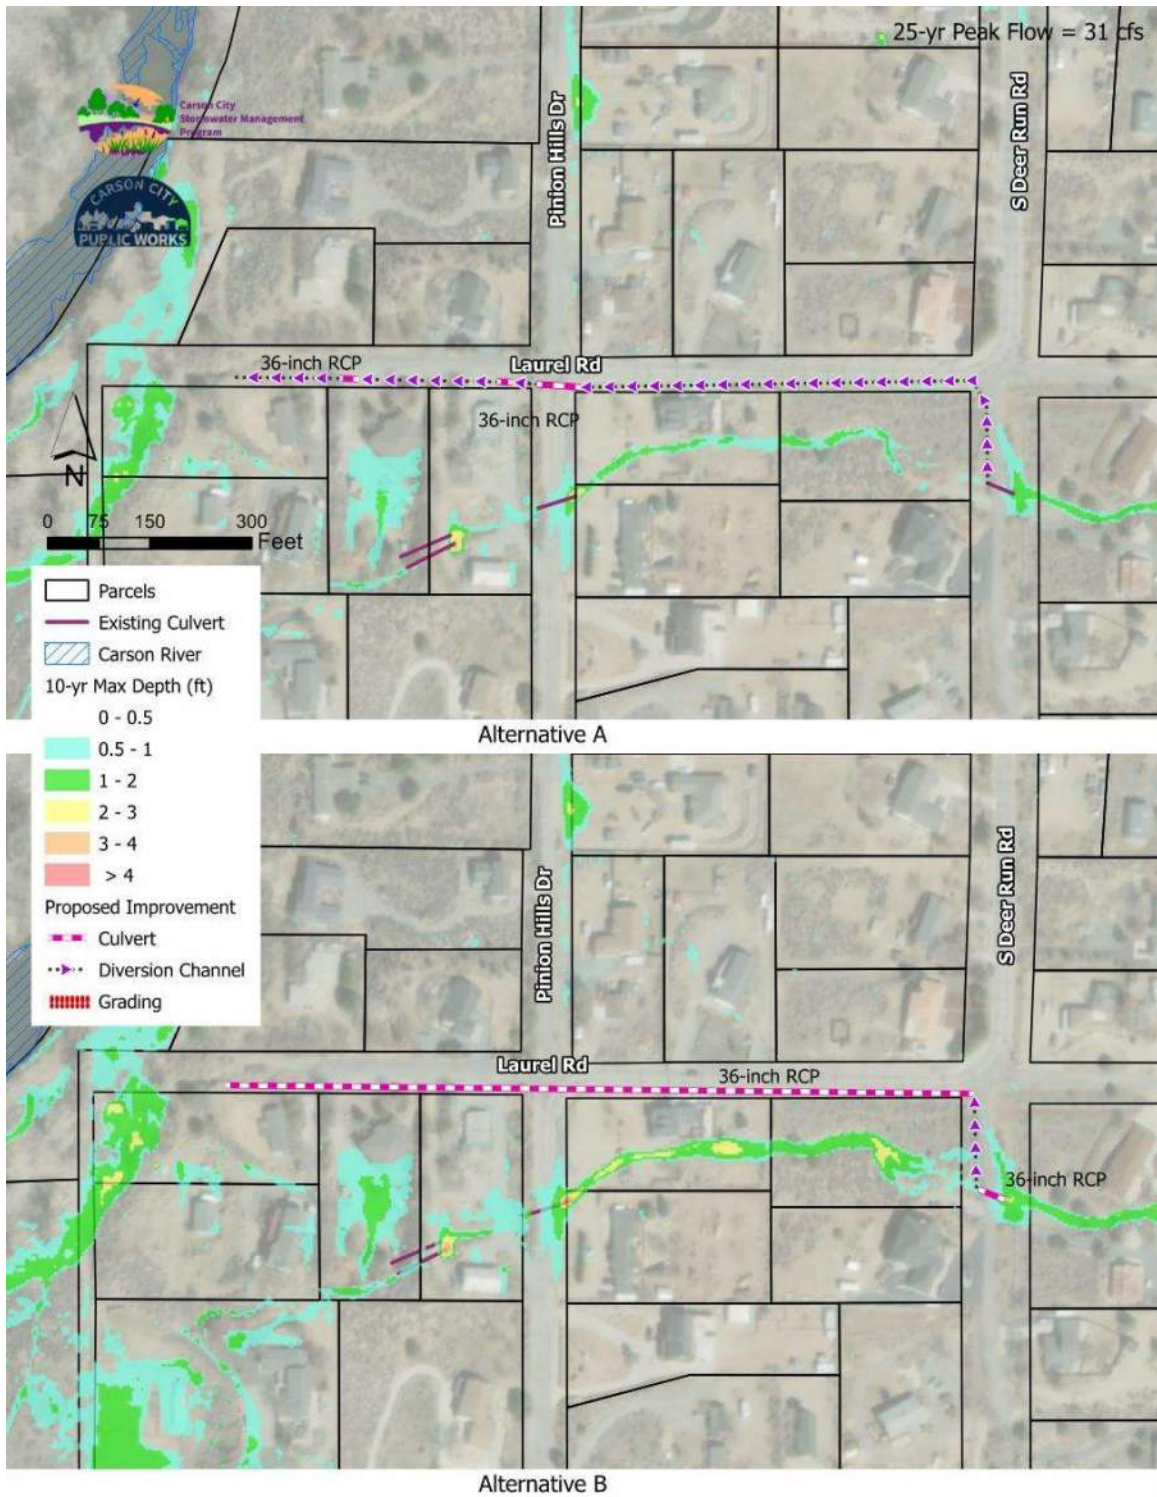 25-yr Peak Flow = 31 cfs
Carson City
Stormwater Management
Program
CARSON CITY
PUBLIC WORKS
Pinion Hills Dr
S Deer Run Rd
36-inch RCP
Laurel Rd
36-inch RCP
N
0 75 150 300
Feet
Parcels
Existing Culvert
Carson River
10-yr Max Depth (ft)
0 - 0.5
0.5 - 1
1 - 2
2 - 3
3 - 4
> 4
Proposed Improvement
Culvert
Diversion Channel
Grading
Alternative A
Pinion Hills Dr
S Deer Run Rd
Laurel Rd
36-inch RCP
36-inch RCP
Alternative B